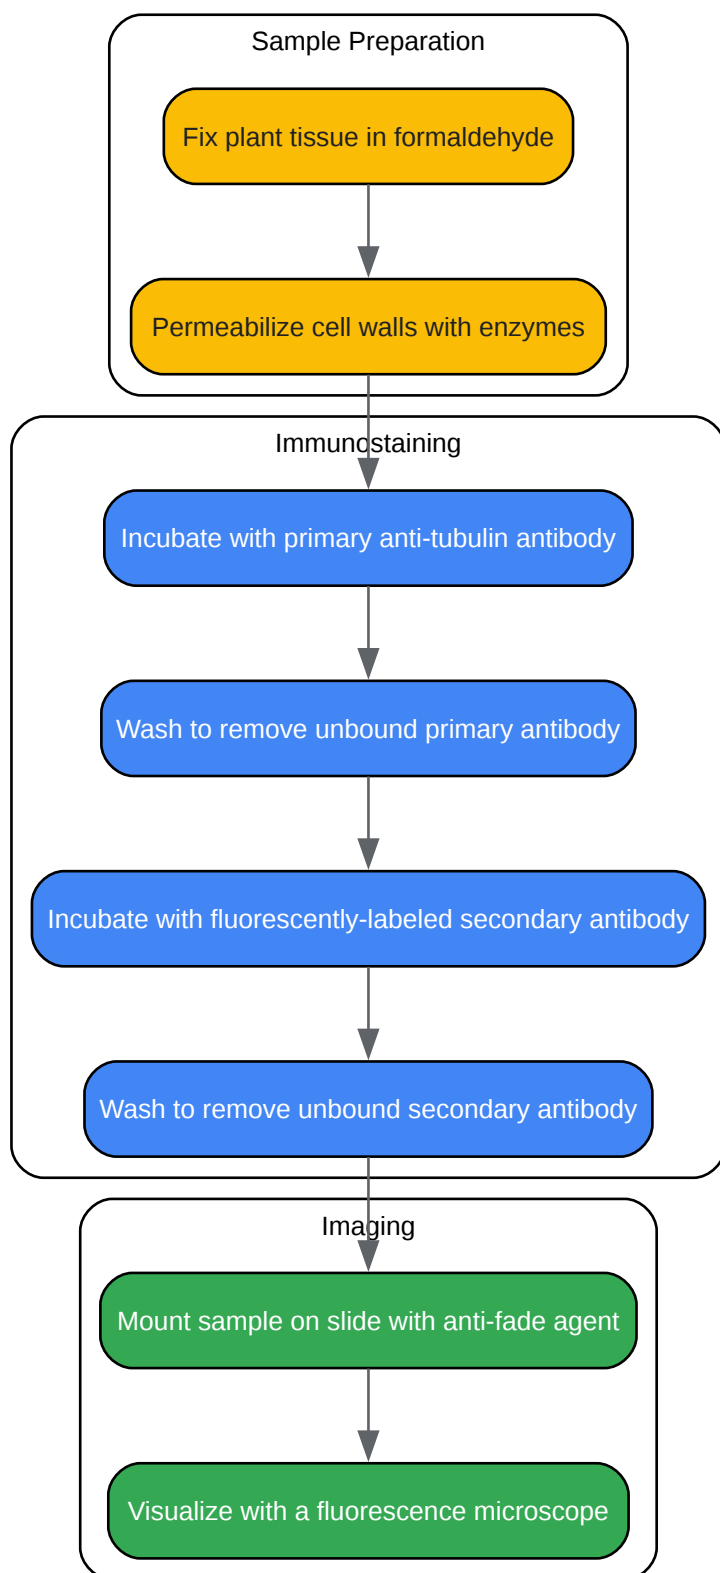 Sample Preparation
Fix plant tissue in formaldehyde
Permeabilize cell walls with enzymes
Immunostaining
Incubate with primary anti-tubulin antibody
Wash to remove unbound primary antibody
Incubate with fluorescently-labeled secondary antibody
Wash to remove unbound secondary antibody
Imaging
Mount sample on slide with anti-fade agent
Visualize with a fluorescence microscope